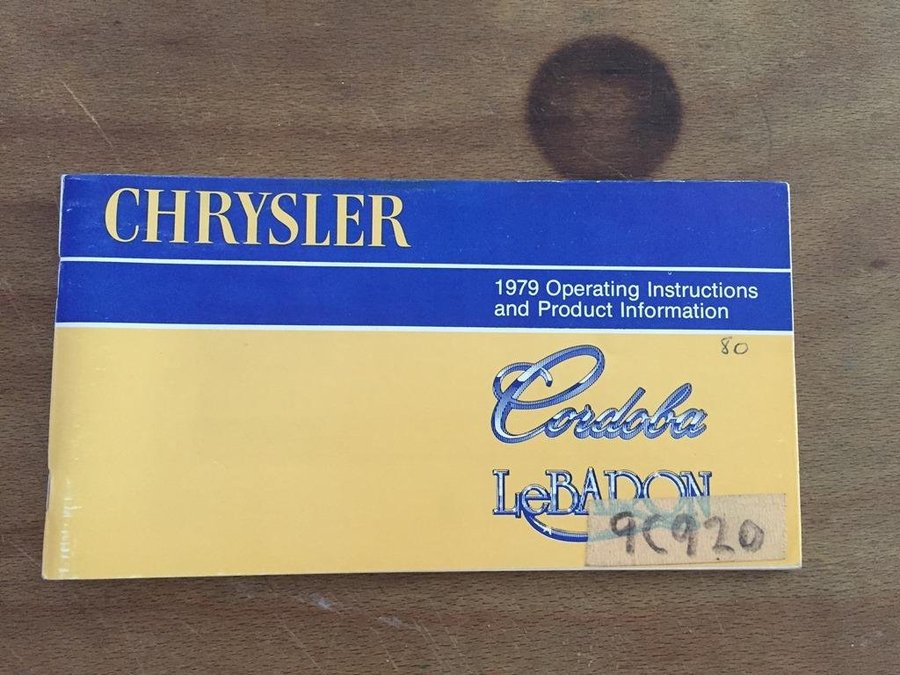 CHRYSLER
1979 Operating Instructions
and Product Information
80
Cordoba
LeBARON
9C920